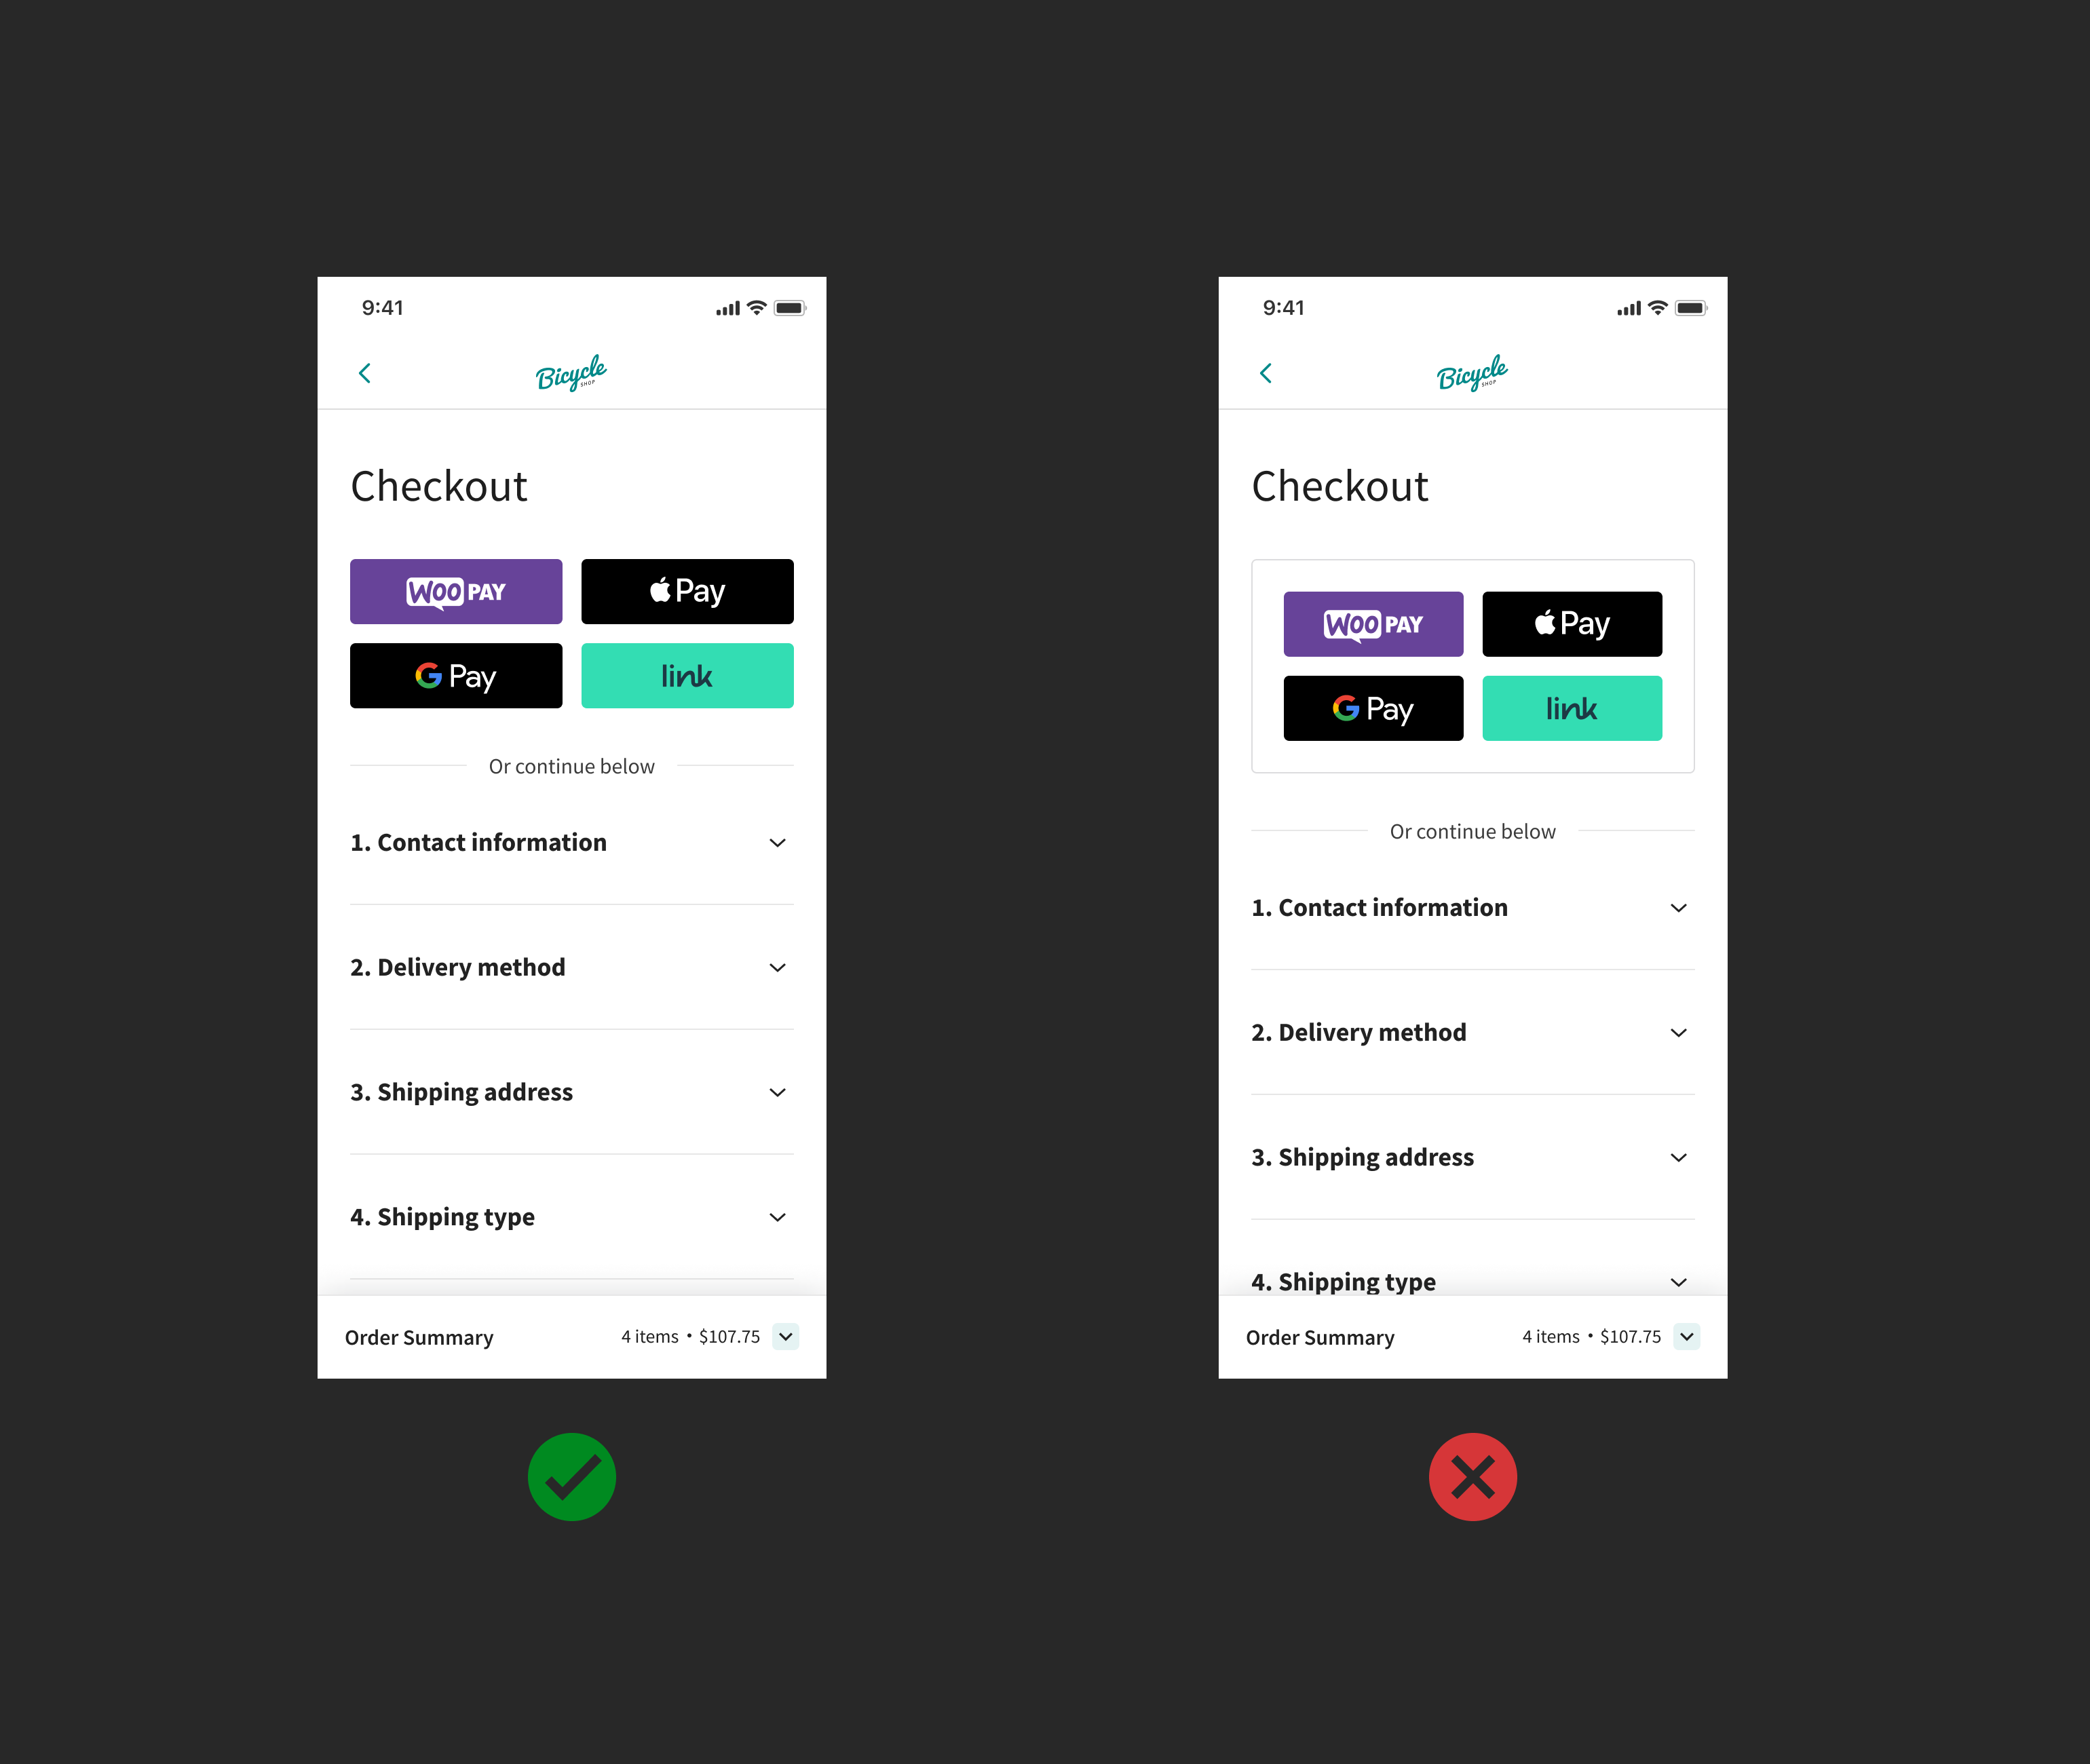 9:41
Bicycle
SHOP
Checkout
WOO PAY
Pay
G Pay
link
Or continue below
1. Contact information
2. Delivery method
3. Shipping address
4. Shipping type
Order Summary
4 items • $107.75
9:41
Bicycle
SHOP
Checkout
WOO PAY
Pay
G Pay
link
Or continue below
1. Contact information
2. Delivery method
3. Shipping address
4. Shipping type
Order Summary
4 items • $107.75